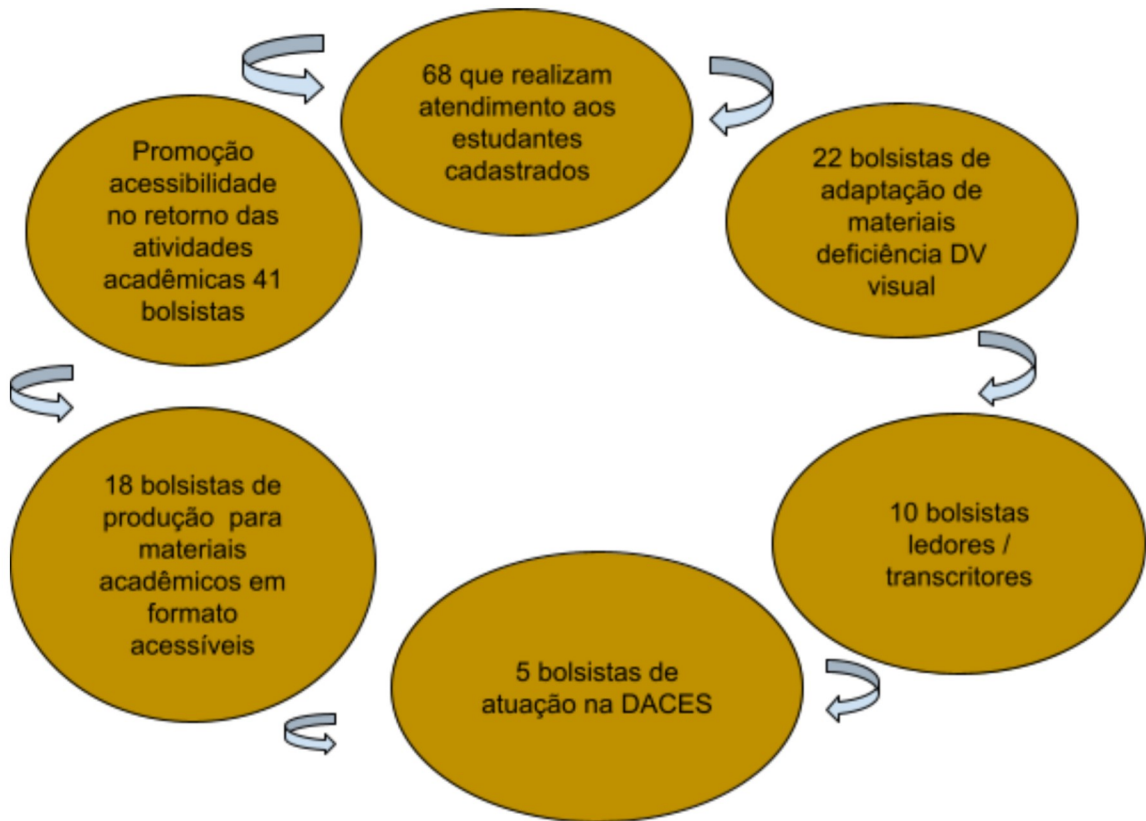 68 que realizam
atendimento aos
estudantes
cadastrados
22 bolsistas de
adaptação de
materiais
deficiência DV
visual
10 bolsistas
ledores /
transcritores
5 bolsistas de
atuação na DACES
18 bolsistas de
produção para
materiais
acadêmicos em
formato
acessíveis
Promoção
acessibilidade
no retorno das
atividades
acadêmicas 41
bolsistas